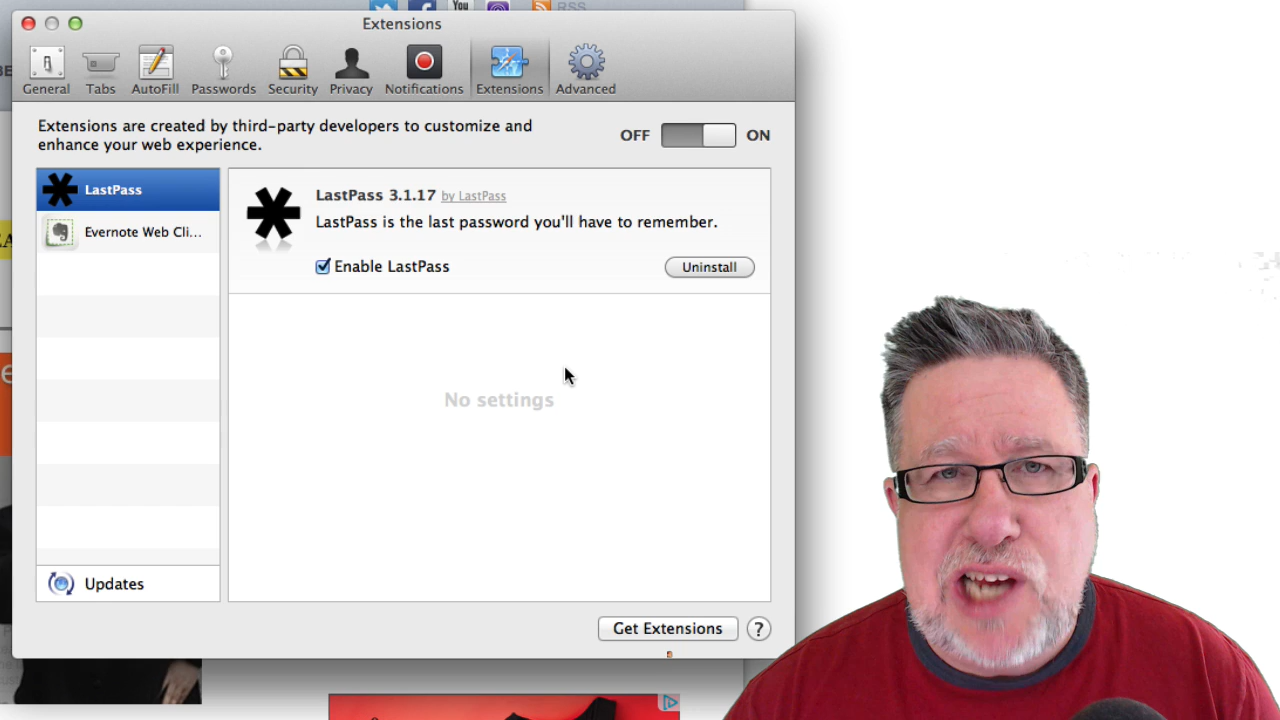 You
RSS
Extensions
General Tabs AutoFill Passwords Security Privacy Notifications Extensions Advanced
Extensions are created by third-party developers to customize and
enhance your web experience.
OFF ON
LastPass
Evernote Web Cli...
LastPass 3.1.17 by LastPass
LastPass is the last password you'll have to remember.
Enable LastPass
Uninstall
No settings
Updates
Get Extensions ?